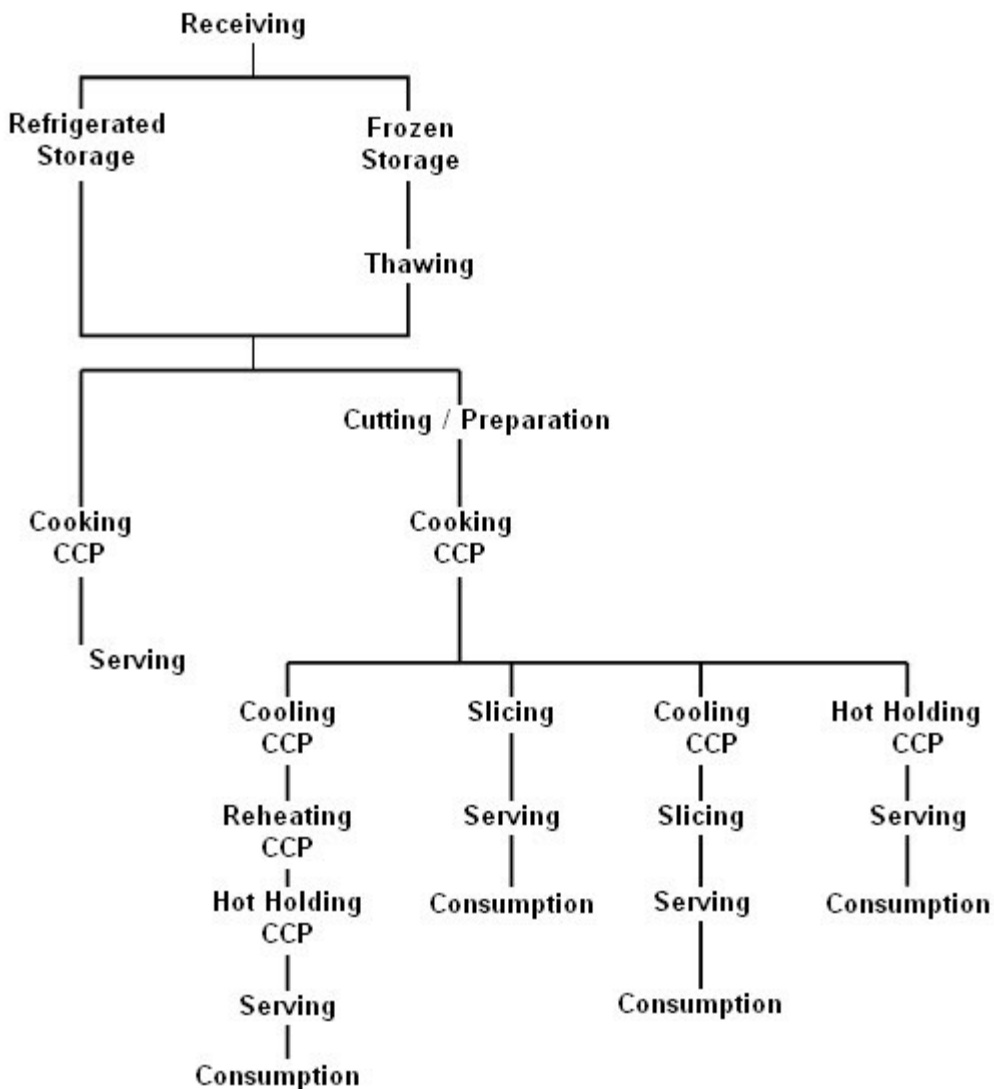 Receiving
Refrigerated
Storage
Frozen
Storage
Thawing
Cutting / Preparation
Cooking
CCP
Cooking
CCP
Serving
Cooling
CCP
Slicing
Cooling
CCP
Hot Holding
CCP
Reheating
CCP
Serving
Slicing
Serving
Hot Holding
CCP
Consumption
Serving
Consumption
Serving
Consumption
Consumption